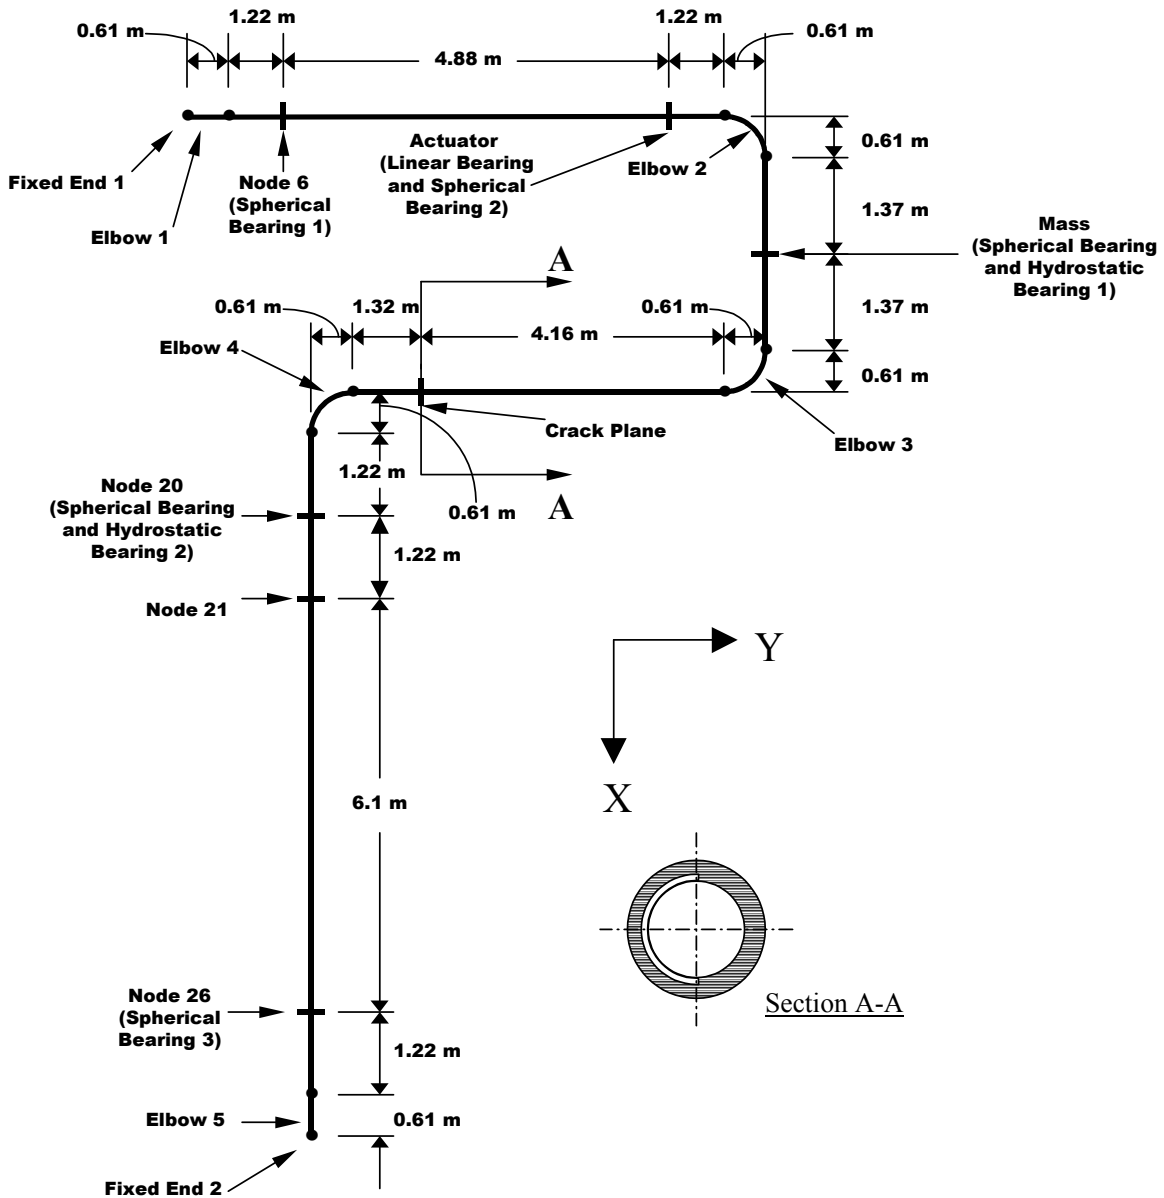 1.22 m
1.22 m
0.61 m
0.61 m
4.88 m
Actuator
(Linear Bearing
and Spherical
Bearing 2)
0.61 m
Elbow 2
Fixed End 1
Node 6
(Spherical
Bearing 1)
Elbow 1
1.37 m
Mass
(Spherical Bearing
and Hydrostatic
Bearing 1)
A
0.61 m
1.32 m
0.61 m
1.37 m
4.16 m
Elbow 4
0.61 m
Crack Plane
Elbow 3
1.22 m
Node 20
(Spherical Bearing
and Hydrostatic
Bearing 2)
0.61 m
A
1.22 m
Node 21
Y
X
6.1 m
Section A-A
Node 26
(Spherical
Bearing 3)
1.22 m
Elbow 5
0.61 m
Fixed End 2